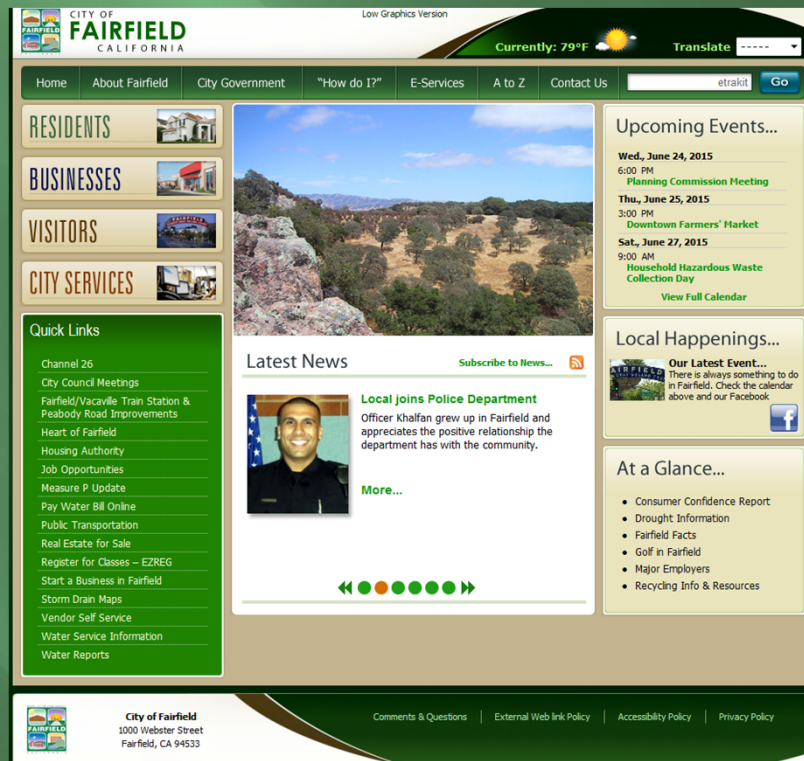 CITY OF
FAIRFIELD
CALIFORNIA
FAIRFIELD
Low Graphics Version
Currently: 79°F
Translate -----
Home
About Fairfield
City Government
"How do I?"
E-Services
A to Z
Contact Us
etrakit
Go
RESIDENTS
BUSINESSES
VISITORS
CITY SERVICES
Quick Links
Channel 26
City Council Meetings
Fairfield/Vacaville Train Station &
Peabody Road Improvements
Heart of Fairfield
Housing Authority
Job Opportunities
Measure P Update
Pay Water Bill Online
Public Transportation
Real Estate for Sale
Register for Classes – EZREG
Start a Business in Fairfield
Storm Drain Maps
Vendor Self Service
Water Service Information
Water Reports
Latest News
Subscribe to News...
Local joins Police Department
Officer Khalfan grew up in Fairfield and
appreciates the positive relationship the
department has with the community.
More...
Upcoming Events...
Wed., June 24, 2015
6:00 PM
Planning Commission Meeting
Thu., June 25, 2015
3:00 PM
Downtown Farmers' Market
Sat., June 27, 2015
9:00 AM
Household Hazardous Waste
Collection Day
View Full Calendar
Local Happenings...
Our Latest Event...
There is always something to do
in Fairfield. Check the calendar
above and our Facebook
At a Glance...
Consumer Confidence Report
Drought Information
Fairfield Facts
Golf in Fairfield
Major Employers
Recycling Info & Resources
FAIRFIELD
City of Fairfield
1000 Webster Street
Fairfield, CA 94533
Comments & Questions
External Web link Policy
Accessibility Policy
Privacy Policy